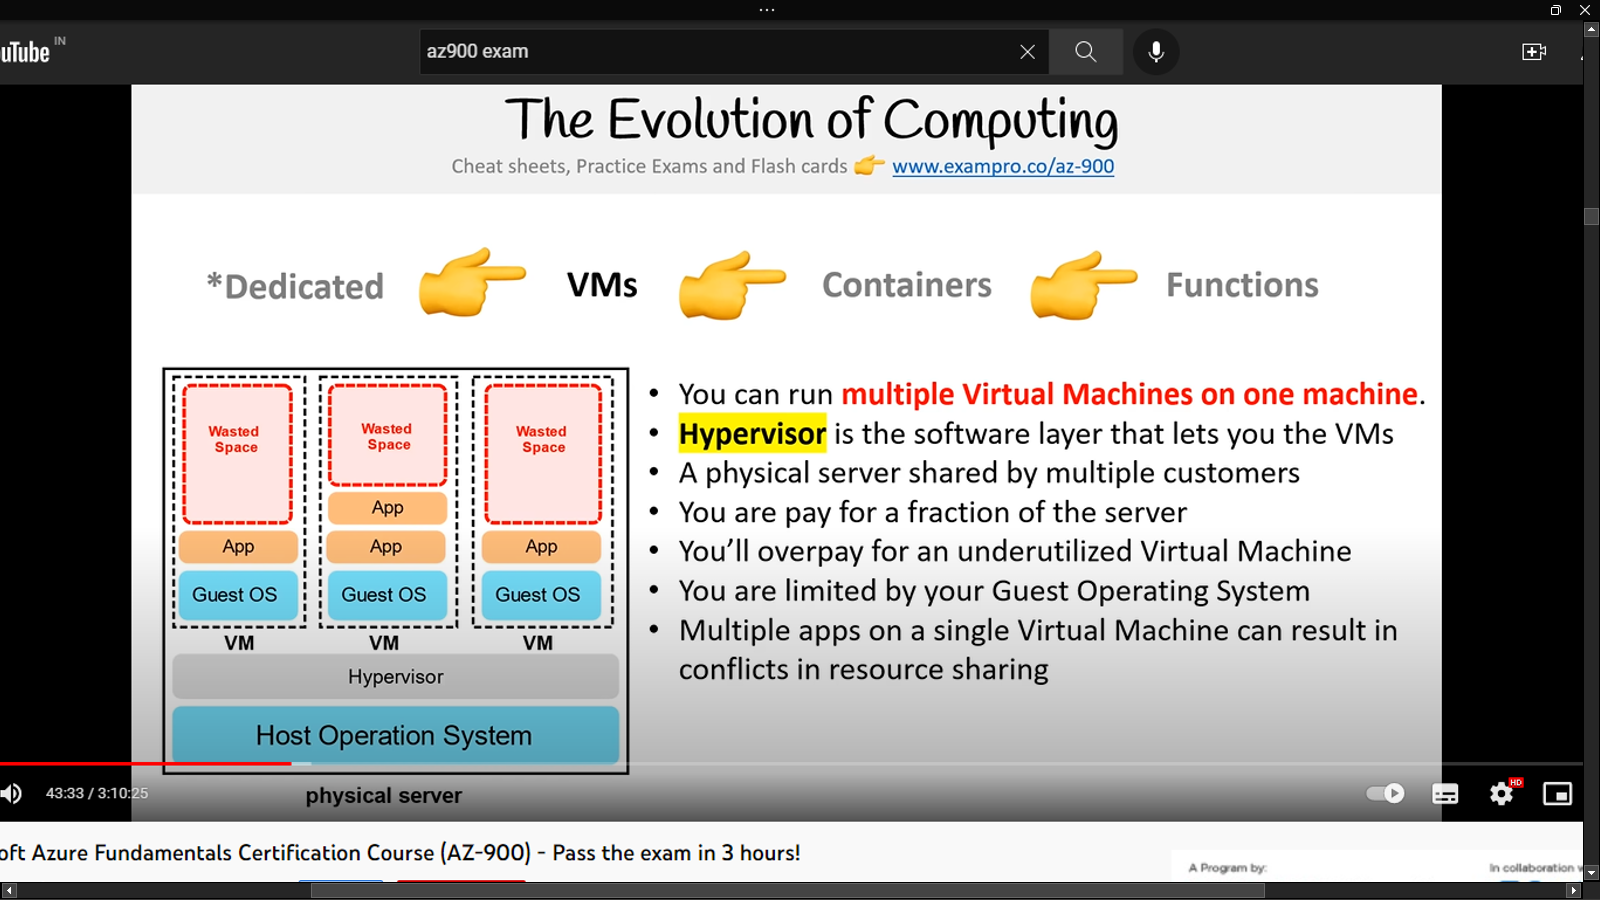 uTube IN
az900 exam
The Evolution of Computing
Cheat sheets, Practice Exams and Flash cards 👉 www.exampro.co/az-900
*Dedicated 👉 VMs 👉 Containers 👉 Functions
Wasted Space
App
Guest OS
VM
Wasted Space
App
App
Guest OS
VM
Wasted Space
App
Guest OS
VM
Hypervisor
Host Operation System
physical server
• You can run multiple Virtual Machines on one machine.
• Hypervisor is the software layer that lets you the VMs
• A physical server shared by multiple customers
• You are pay for a fraction of the server
• You’ll overpay for an underutilized Virtual Machine
• You are limited by your Guest Operating System
• Multiple apps on a single Virtual Machine can result in
conflicts in resource sharing
43:33 / 3:10:25
HD
oft Azure Fundamentals Certification Course (AZ-900) - Pass the exam in 3 hours!
A Program by:
In collaboration